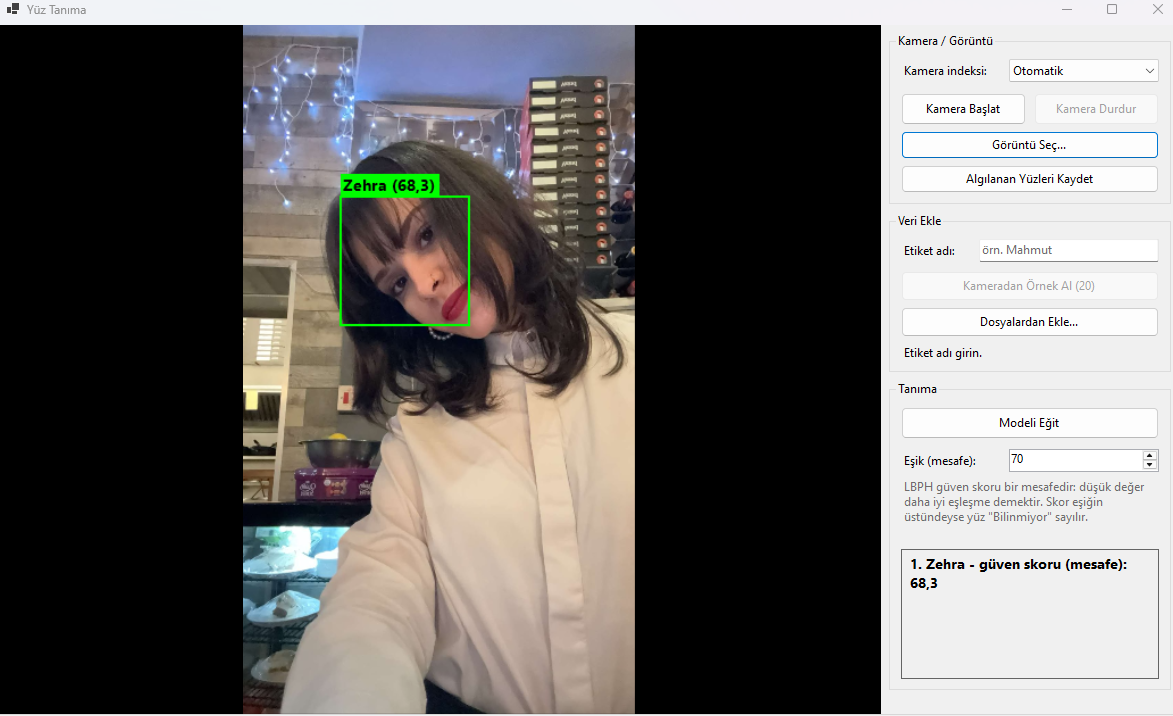 Yüz Tanıma
Zehra (68,3)
Kamera / Görüntü
Kamera indeksi:
Otomatik
Kamera Başlat
Kamera Durdur
Görüntü Seç...
Algılanan Yüzleri Kaydet
Veri Ekle
Etiket adı:
örn. Mahmut
Kameradan Örnek Al (20)
Dosyalardan Ekle...
Etiket adı girin.
Tanıma
Modeli Eğit
Eşik (mesafe):
70
LBPH güven skoru bir mesafedir: düşük değer
daha iyi eşleşme demektir. Skor eşiğin
üstündeyse yüz "Bilinmiyor" sayılır.
1. Zehra - güven skoru (mesafe):
68,3